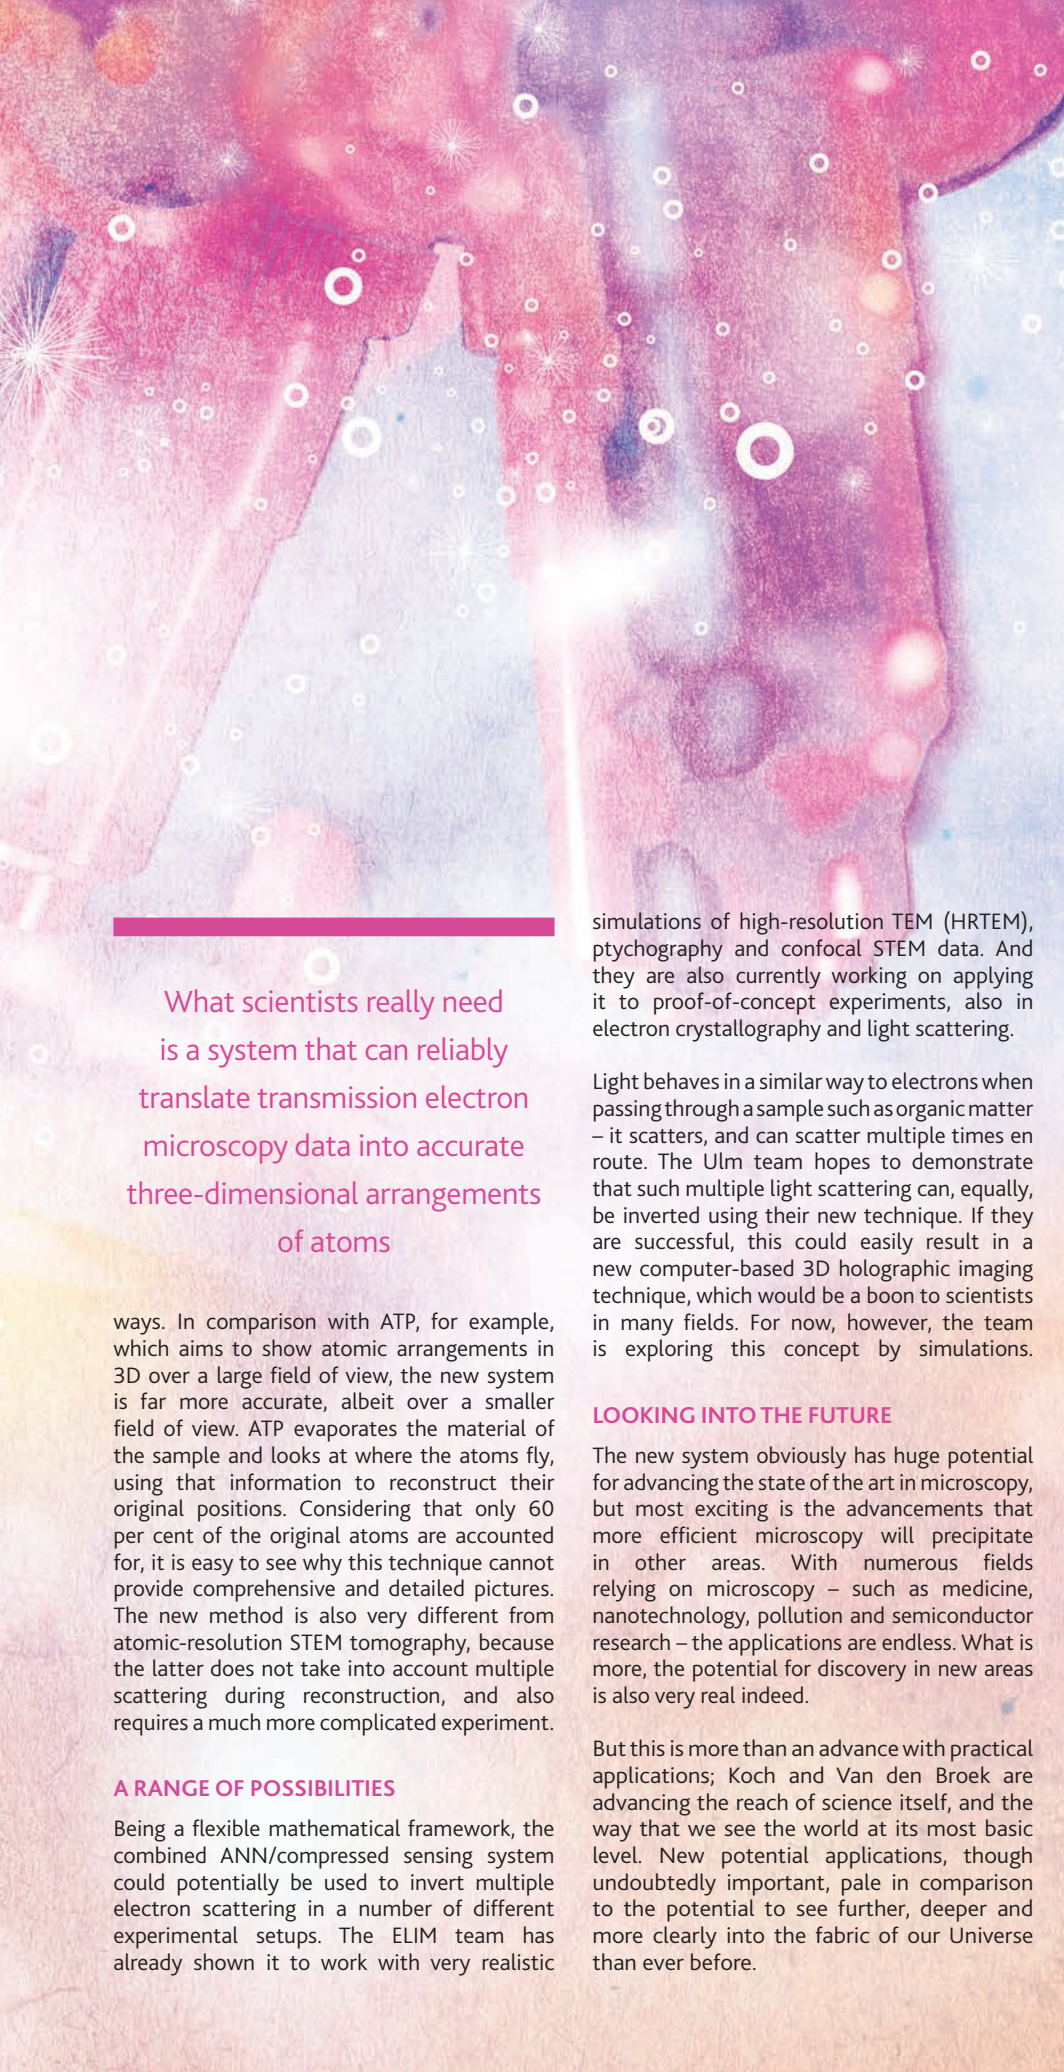 What scientists really need
is a system that can reliably
translate transmission electron
microscopy data into accurate
three-dimensional arrangements
of atoms
ways. In comparison with ATP, for example,
which aims to show atomic arrangements in
3D over a large field of view, the new system
is far more accurate, albeit over a smaller
field of view. ATP evaporates the material of
the sample and looks at where the atoms fly,
using that information to reconstruct their
original positions. Considering that only 60
per cent of the original atoms are accounted
for, it is easy to see why this technique cannot
provide comprehensive and detailed pictures.
The new method is also very different from
atomic-resolution STEM tomography, because
the latter does not take into account multiple
scattering during reconstruction, and also
requires a much more complicated experiment.
A RANGE OF POSSIBILITIES
Being a flexible mathematical framework, the
combined ANN/compressed sensing system
could potentially be used to invert multiple
electron scattering in a number of different
experimental setups. The ELIM team has
already shown it to work with very realistic
simulations of high-resolution TEM (HRTEM),
ptychography and confocal STEM data. And
they are also currently working on applying
it to proof-of-concept experiments, also in
electron crystallography and light scattering.
Light behaves in a similar way to electrons when
passing through a sample such as organic matter
– it scatters, and can scatter multiple times en
route. The Ulm team hopes to demonstrate
that such multiple light scattering can, equally,
be inverted using their new technique. If they
are successful, this could easily result in a
new computer-based 3D holographic imaging
technique, which would be a boon to scientists
in many fields. For now, however, the team
is exploring this concept by simulations.
LOOKING INTO THE FUTURE
The new system obviously has huge potential
for advancing the state of the art in microscopy,
but most exciting is the advancements that
more efficient microscopy will precipitate
in other areas. With numerous fields
relying on microscopy – such as medicine,
nanotechnology, pollution and semiconductor
research – the applications are endless. What is
more, the potential for discovery in new areas
is also very real indeed.
But this is more than an advance with practical
applications; Koch and Van den Broek are
advancing the reach of science itself, and the
way that we see the world at its most basic
level. New potential applications, though
undoubtedly important, pale in comparison
to the potential to see further, deeper and
more clearly into the fabric of our Universe
than ever before.